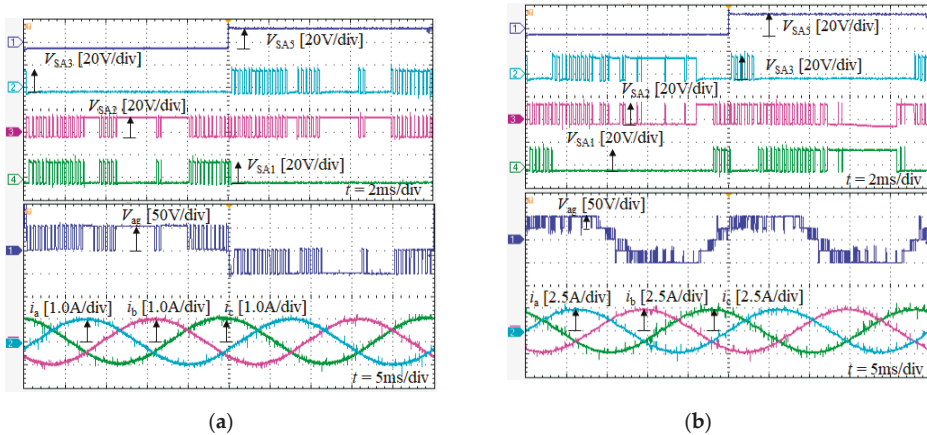 1
V_SA5 [20V/div]
V_SA3 [20V/div]
2
V_SA2 [20V/div]
3
V_SA1 [20V/div]
4
t = 2ms/div
V_ag [50V/div]
1
i_a [1.0A/div] i_b [1.0A/div] i_c [1.0A/div]
2
t = 5ms/div
(a)
1
V_SA5 [20V/div]
2
V_SA3 [20V/div]
V_SA2 [20V/div]
3
V_SA1 [20V/div]
4
t = 2ms/div
V_ag [50V/div]
1
i_a [2.5A/div] i_b [2.5A/div] i_c [2.5A/div]
2
t = 5ms/div
(b)